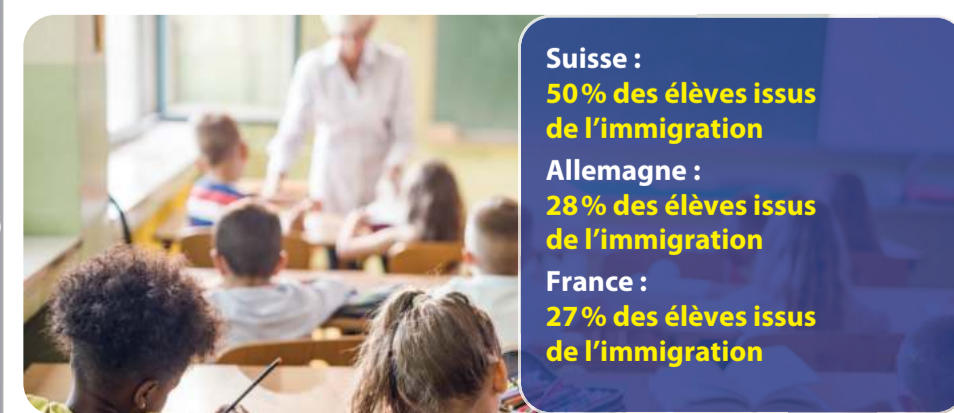 Suisse :
50 % des élèves issus
de l’immigration
Allemagne :
28 % des élèves issus
de l’immigration
France :
27 % des élèves issus
de l’immigration